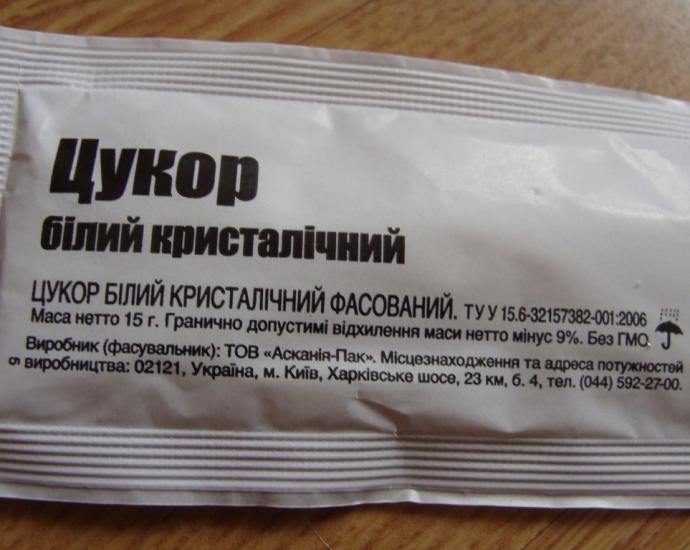 Цукор
білий кристалічний
ЦУКОР БІЛИЙ КРИСТАЛІЧНИЙ ФАСОВАНИЙ. ТУ У 15.6-32157382-001:2006
Маса нетто 15 г. Гранично допустимі відхилення маси нетто мінус 9%. Без ГМО.
Виробник (фасувальник): ТОВ «Асканія-Пак». Місцезнаходження та адреса потужностей
виробництва: 02121, Україна, м. Київ, Харківське шосе, 23 км, б. 4, тел. (044) 592-27-00.